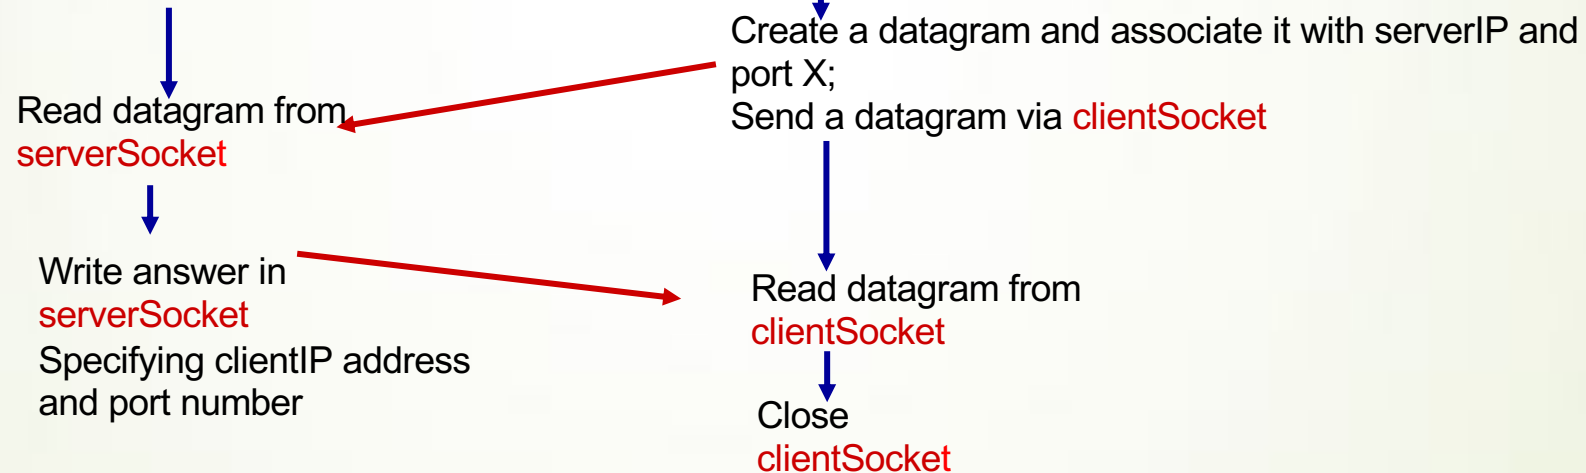 Create a datagram and associate it with serverIP and
port X;
Send a datagram via clientSocket
Read datagram from
serverSocket
Write answer in
serverSocket
Specifying clientIP address
and port number
Read datagram from
clientSocket
Close
clientSocket